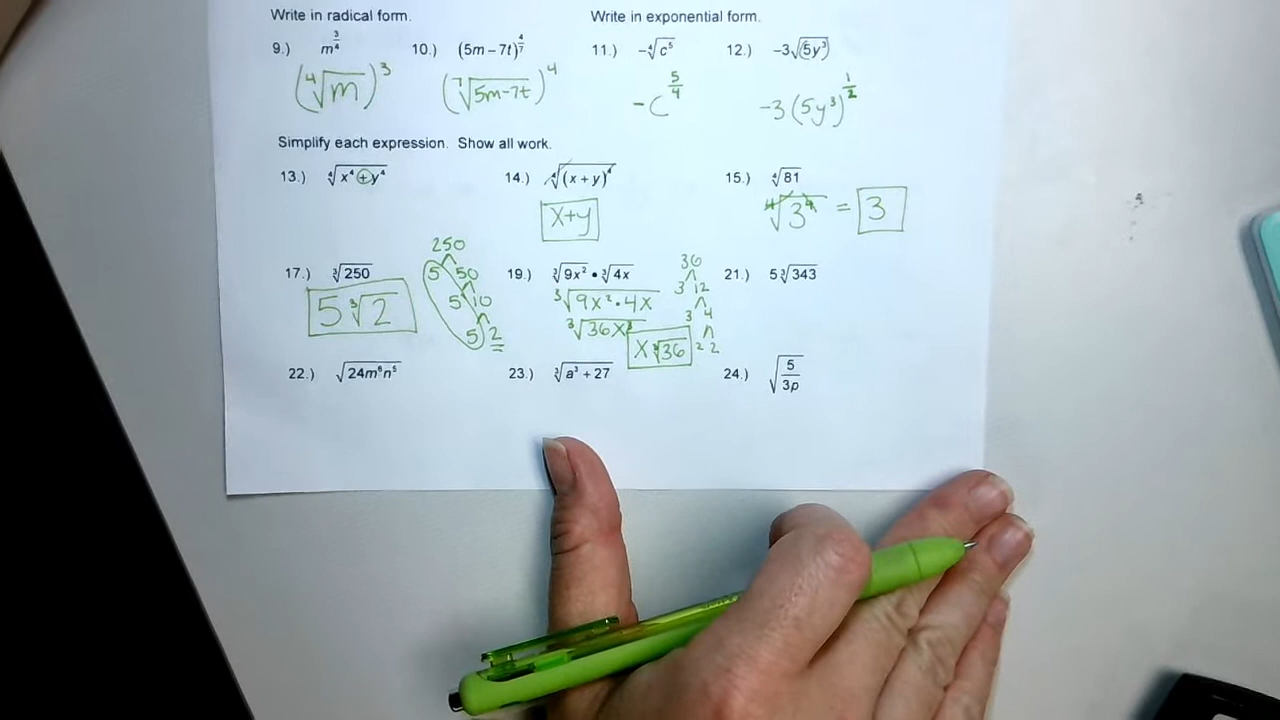 Write in radical form. Write in exponential form.
9.) m^(3/4) 10.) (5m − 7t)^(4/7) 11.) −∜c⁵ 12.) −3√(5y³)
(∜m)³ (⁷√5m−7t)⁴ −c^(5/4) −3(5y³)^(1/2)
Simplify each expression. Show all work.
13.) ∜x⁴ + y⁴ 14.) ∜(x + y)⁴ 15.) ∜81
x+y ∜3⁴ = 3
17.) ∛250 19.) ∛9x² • ∛4x 21.) 5∛343
250
5 50
5 10
5 2
5∛2
∛9x²·4x
∛36x³
x∛36
36
3 12
3 4
2 2
22.) √24m⁶n⁵ 23.) ∛a³ + 27 24.) √(5/3p)